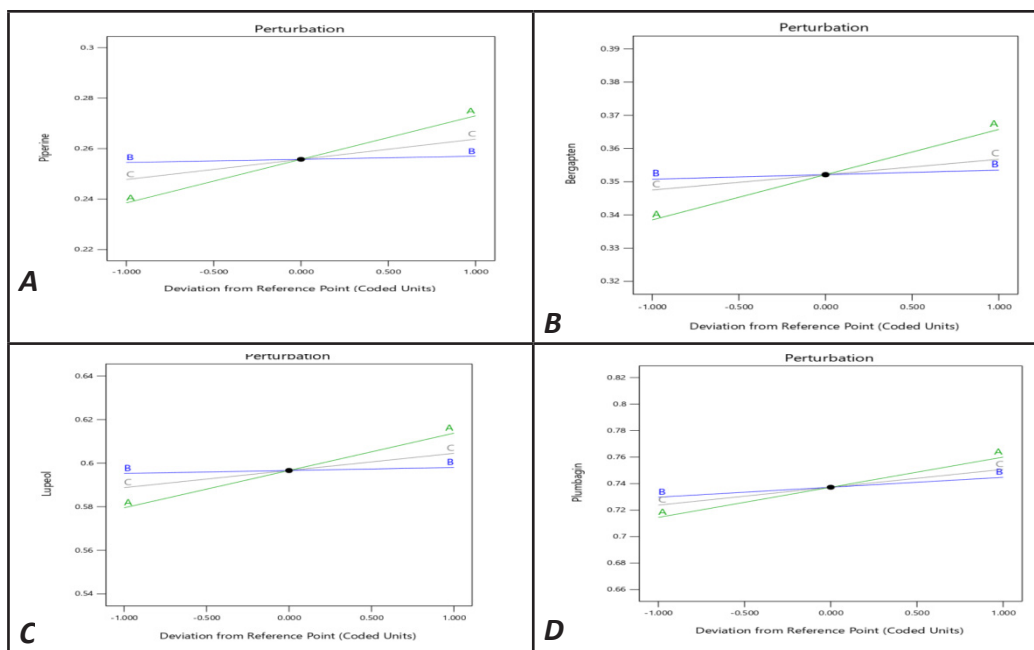 Perturbation
0.3
0.28
0.26
0.24
0.22
Piperine
A
C
B
B
C
A
-1.000
-0.500
0.000
0.500
1.000
Deviation from Reference Point (Coded Units)
A
Perturbation
0.39
0.38
0.37
0.36
0.35
0.34
0.33
0.32
Bergapten
A
C
B
B
C
A
-1.000
-0.500
0.000
0.500
1.000
Deviation from Reference Point (Coded Units)
B
Perturbation
0.64
0.62
0.6
0.58
0.56
0.54
Lupeol
A
C
B
B
C
A
-1.000
-0.500
0.000
0.500
1.000
Deviation from Reference Point (Coded Units)
C
Perturbation
0.82
0.8
0.78
0.76
0.74
0.72
0.7
0.68
0.66
Plumbagin
A
C
B
B
C
A
-1.000
-0.500
0.000
0.500
1.000
Deviation from Reference Point (Coded Units)
D